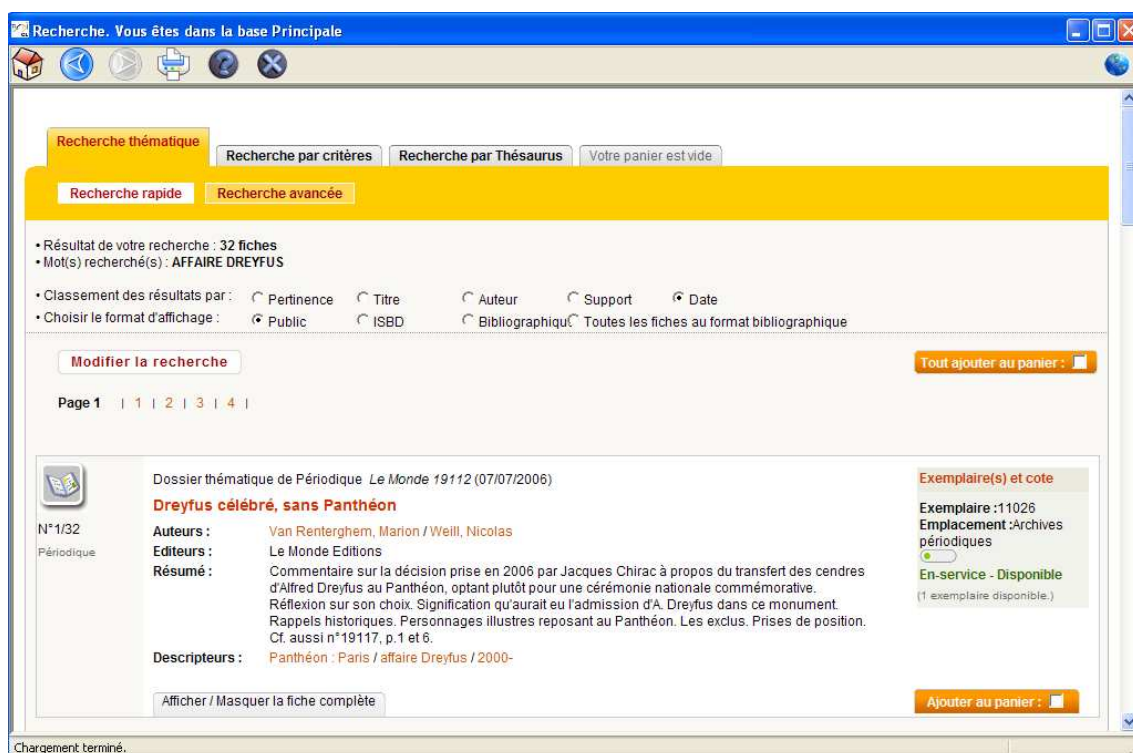 Recherche. Vous êtes dans la base Principale
Recherche thématique
Recherche par critères
Recherche par Thésaurus
Votre panier est vide
Recherche rapide
Recherche avancée
• Résultat de votre recherche : 32 fiches
• Mot(s) recherché(s) : AFFAIRE DREYFUS
• Classement des résultats par : Pertinence Titre Auteur Support Date
• Choisir le format d'affichage : Public ISBD Bibliographiqu Toutes les fiches au format bibliographique
Modifier la recherche
Tout ajouter au panier :
Page 1 | 1 | 2 | 3 | 4 |
N°1/32
Périodique
Dossier thématique de Périodique Le Monde 19112 (07/07/2006)
Dreyfus célébré, sans Panthéon
Auteurs : Van Renterghem, Marion / Weill, Nicolas
Editeurs : Le Monde Editions
Résumé : Commentaire sur la décision prise en 2006 par Jacques Chirac à propos du transfert des cendres
d'Alfred Dreyfus au Panthéon, optant plutôt pour une cérémonie nationale commémorative.
Réflexion sur son choix. Signification qu'aurait eu l'admission d'A. Dreyfus dans ce monument.
Rappels historiques. Personnages illustres reposant au Panthéon. Les exclus. Prises de position.
Cf. aussi n°19117, p.1 et 6.
Descripteurs : Panthéon : Paris / affaire Dreyfus / 2000-
Afficher / Masquer la fiche complète
Exemplaire(s) et cote
Exemplaire :11026
Emplacement :Archives
périodiques
En-service - Disponible
(1 exemplaire disponible.)
Ajouter au panier :
Chargement terminé.